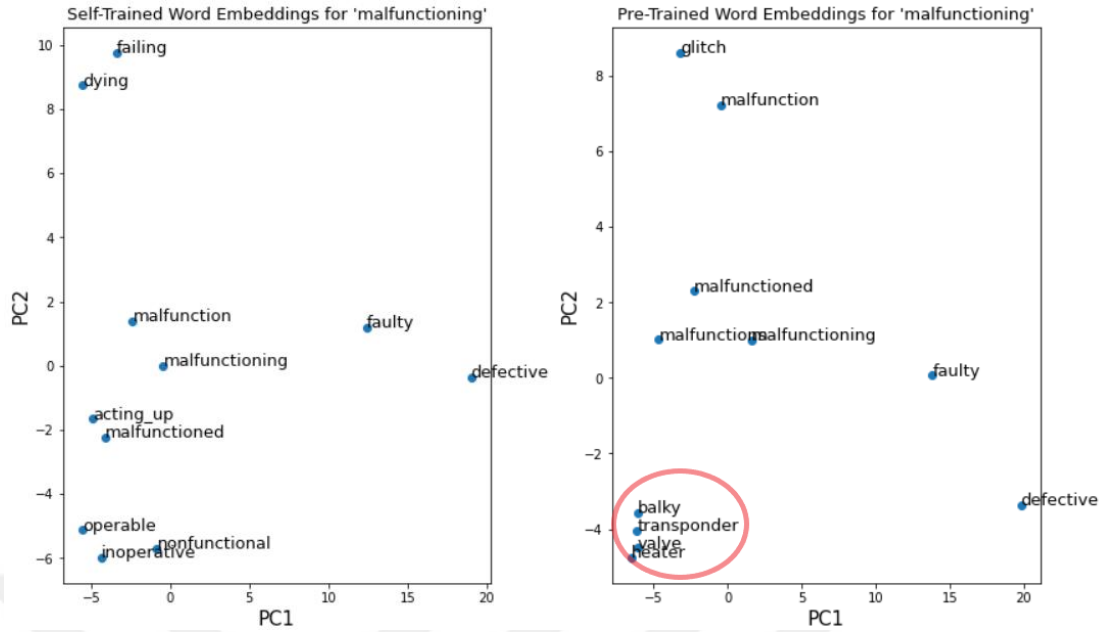 Self-Trained Word Embeddings for 'malfunctioning'
10
8
6
4
2
0
−2
−4
−6
PC2
failing
dying
malfunction
faulty
malfunctioning
defective
acting_up
malfunctioned
operable
nonfunctional
inoperative
−5
0
5
10
15
20
PC1
Pre-Trained Word Embeddings for 'malfunctioning'
8
6
4
2
0
−2
−4
PC2
glitch
malfunction
malfunctioned
malfunctions
malfunctioning
faulty
defective
balky
transponder
valve
heater
−5
0
5
10
15
20
PC1